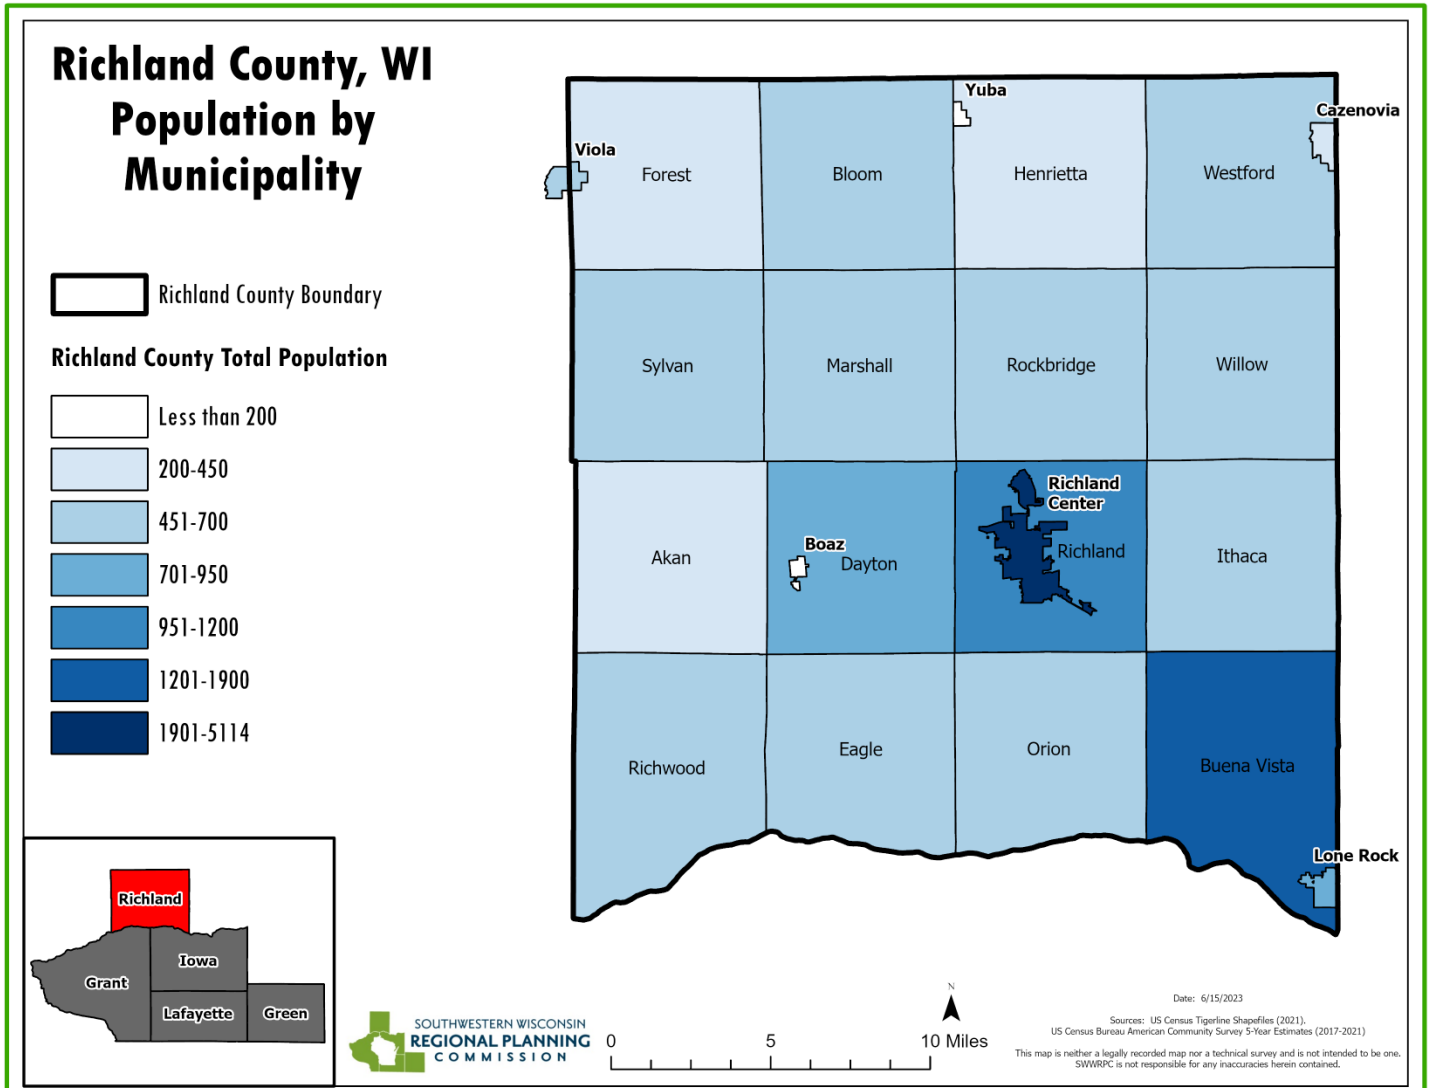 Richland County, WI
Population by
Municipality
Richland County Boundary
Richland County Total Population
Less than 200
200-450
451-700
701-950
951-1200
1201-1900
1901-5114
Yuba
Cazenovia
Viola
Forest
Bloom
Henrietta
Westford
Sylvan
Marshall
Rockbridge
Willow
Richland
Center
Akan
Boaz
Dayton
Richland
Ithaca
Richwood
Eagle
Orion
Buena Vista
Lone Rock
Richland
Iowa
Grant
Lafayette
Green
SOUTHWESTERN WISCONSIN
REGIONAL PLANNING
COMMISSION
0 5 10 Miles
N
Date: 6/15/2023
Sources: US Census Tigerline Shapefiles (2021).
US Census Bureau American Community Survey 5-Year Estimates (2017-2021)
This map is neither a legally recorded map nor a technical survey and is not intended to be one.
SWWRPC is not responsible for any inaccuracies herein contained.